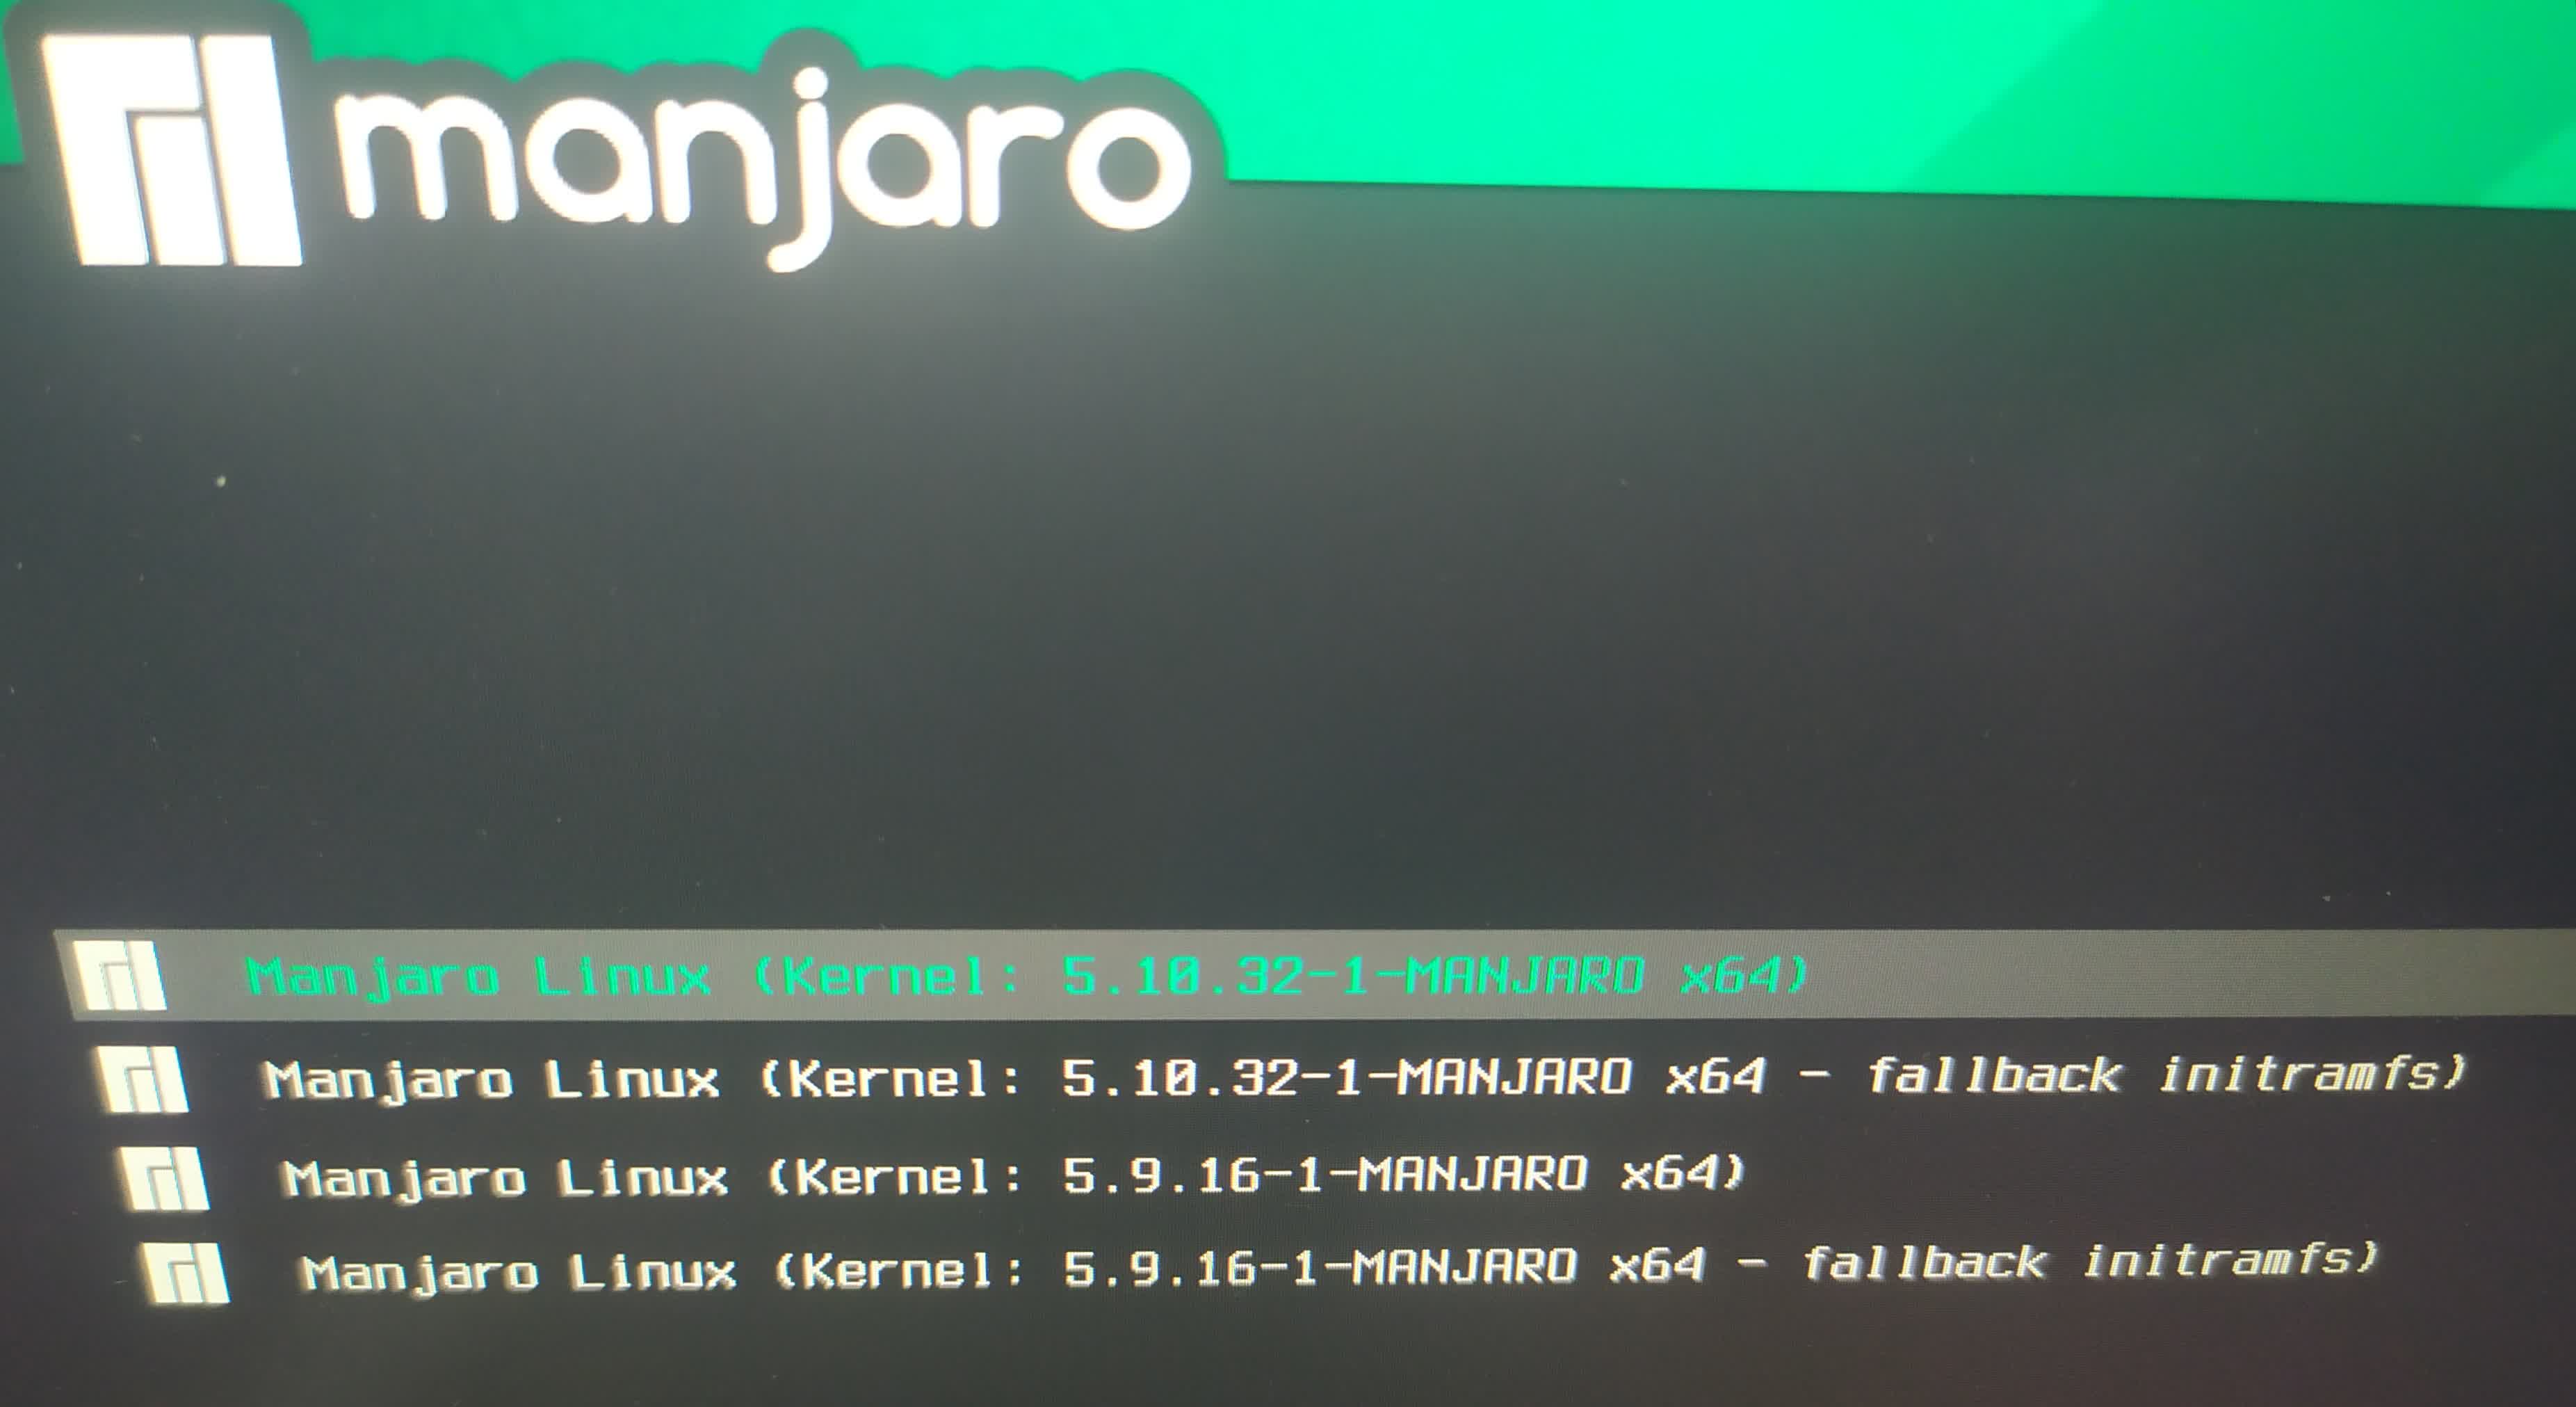 manjaro
Manjaro Linux (Kernel: 5.10.32-1-MANJARO x64)
Manjaro Linux (Kernel: 5.10.32-1-MANJARO x64 - fallback initramfs)
Manjaro Linux (Kernel: 5.9.16-1-MANJARO x64)
Manjaro Linux (Kernel: 5.9.16-1-MANJARO x64 - fallback initramfs)